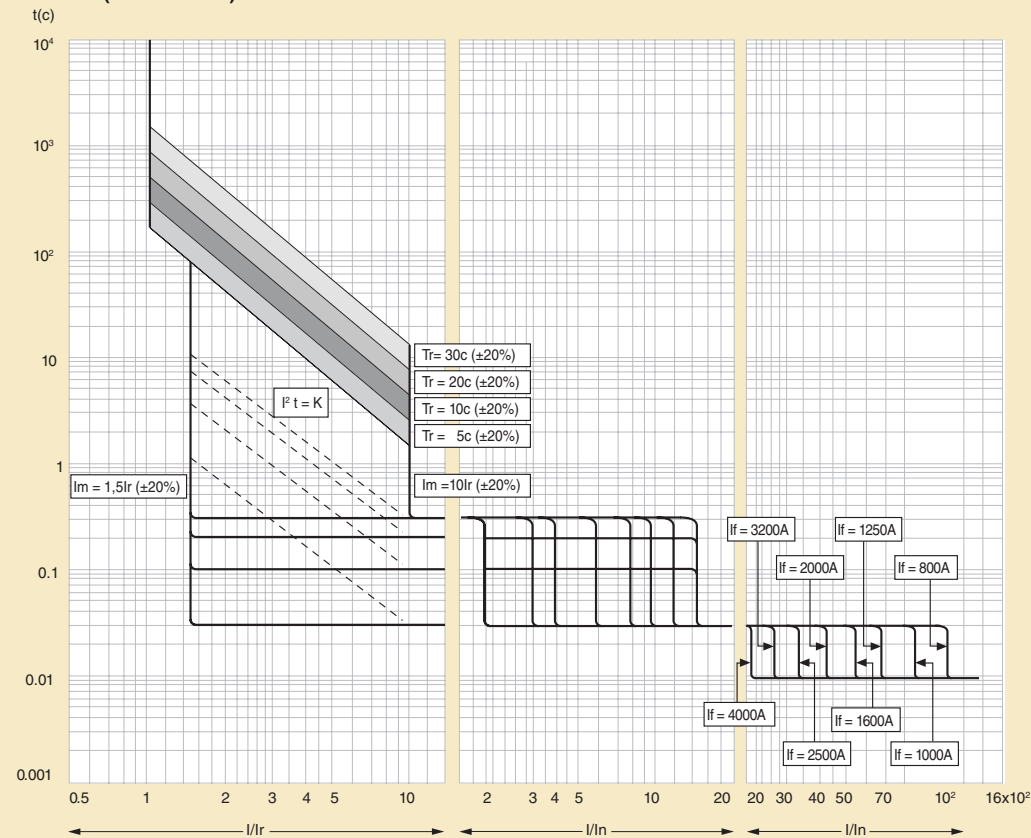 t(c)
10⁴
10³
10²
10
1
0.1
0.01
0.001
Tr= 30c (±20%)
Tr = 20c (±20%)
Tr = 10c (±20%)
Tr = 5c (±20%)
I² t = K
Im = 1,5Ir (±20%)
Im =10Ir (±20%)
If = 3200A
If = 1250A
If = 2000A
If = 800A
If = 4000A
If = 1600A
If = 2500A
If = 1000A
0.5 1 2 3 4 5 10
2 3 4 5 10 20
20 30 40 50 70 10² 16x10²
I/Ir
I/In
I/In